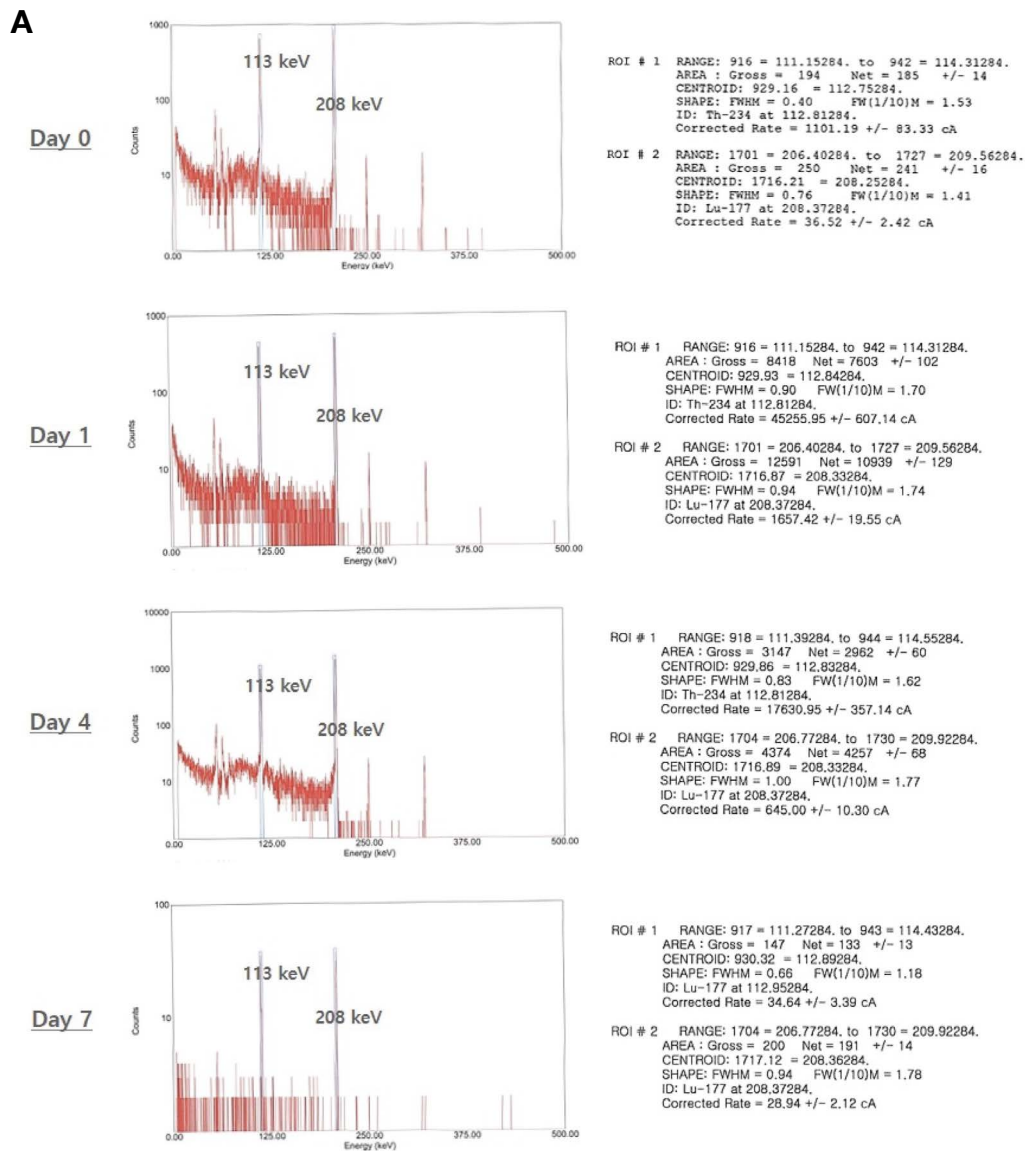 A
Day 0
1000
100
10
Counts
113 keV
208 keV
0.00
125.00
250.00
375.00
500.00
Energy (keV)
ROI # 1 RANGE: 916 = 111.15284. to 942 = 114.31284.
AREA : Gross = 194 Net = 185 +/- 14
CENTROID: 929.16 = 112.75284.
SHAPE: FWHM = 0.40 FW(1/10)M = 1.53
ID: Th-234 at 112.81284.
Corrected Rate = 1101.19 +/- 83.33 cA
ROI # 2 RANGE: 1701 = 206.40284. to 1727 = 209.56284.
AREA : Gross = 250 Net = 241 +/- 16
CENTROID: 1716.21 = 208.25284.
SHAPE: FWHM = 0.76 FW(1/10)M = 1.41
ID: Lu-177 at 208.37284.
Corrected Rate = 36.52 +/- 2.42 cA
Day 1
1000
100
10
Counts
113 keV
208 keV
0.00
125.00
250.00
375.00
500.00
Energy (keV)
ROI # 1 RANGE: 916 = 111.15284. to 942 = 114.31284.
AREA : Gross = 8418 Net = 7603 +/- 102
CENTROID: 929.93 = 112.84284.
SHAPE: FWHM = 0.90 FW(1/10)M = 1.70
ID: Th-234 at 112.81284.
Corrected Rate = 45255.95 +/- 607.14 cA
ROI # 2 RANGE: 1701 = 206.40284. to 1727 = 209.56284.
AREA : Gross = 12591 Net = 10939 +/- 129
CENTROID: 1716.87 = 208.33284.
SHAPE: FWHM = 0.94 FW(1/10)M = 1.74
ID: Lu-177 at 208.37284.
Corrected Rate = 1657.42 +/- 19.55 cA
Day 4
10000
1000
100
10
Counts
113 keV
208 keV
0.00
125.00
250.00
375.00
500.00
Energy (keV)
ROI # 1 RANGE: 918 = 111.39284. to 944 = 114.55284.
AREA : Gross = 3147 Net = 2962 +/- 60
CENTROID: 929.86 = 112.83284.
SHAPE: FWHM = 0.83 FW(1/10)M = 1.62
ID: Th-234 at 112.81284.
Corrected Rate = 17630.95 +/- 357.14 cA
ROI # 2 RANGE: 1704 = 206.77284. to 1730 = 209.92284.
AREA : Gross = 4374 Net = 4257 +/- 68
CENTROID: 1716.89 = 208.33284.
SHAPE: FWHM = 1.00 FW(1/10)M = 1.77
ID: Lu-177 at 208.37284.
Corrected Rate = 645.00 +/- 10.30 cA
Day 7
100
10
Counts
113 keV
208 keV
0.00
125.00
250.00
375.00
500.00
Energy (keV)
ROI # 1 RANGE: 917 = 111.27284. to 943 = 114.43284.
AREA : Gross = 147 Net = 133 +/- 13
CENTROID: 930.32 = 112.89284.
SHAPE: FWHM = 0.66 FW(1/10)M = 1.18
ID: Lu-177 at 112.95284.
Corrected Rate = 34.64 +/- 3.39 cA
ROI # 2 RANGE: 1704 = 206.77284. to 1730 = 209.92284.
AREA : Gross = 200 Net = 191 +/- 14
CENTROID: 1717.12 = 208.36284.
SHAPE: FWHM = 0.94 FW(1/10)M = 1.78
ID: Lu-177 at 208.37284.
Corrected Rate = 28.94 +/- 2.12 cA